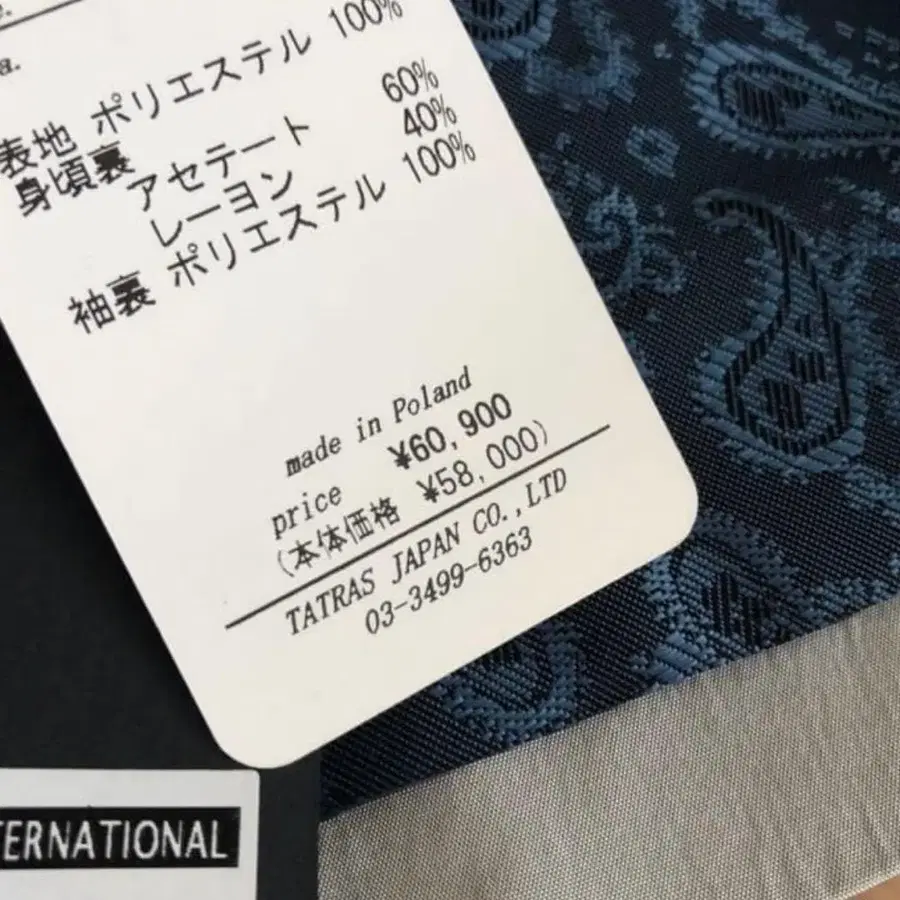 a.
表地 ポリエステル 100%
身頃裏
アセテート 60%
レーヨン 40%
袖裏 ポリエステル 100%
made in Poland
price ¥60,900
(本体価格 ¥58,000)
TATRAS JAPAN CO.,LTD
03-3499-6363
ERNATIONAL